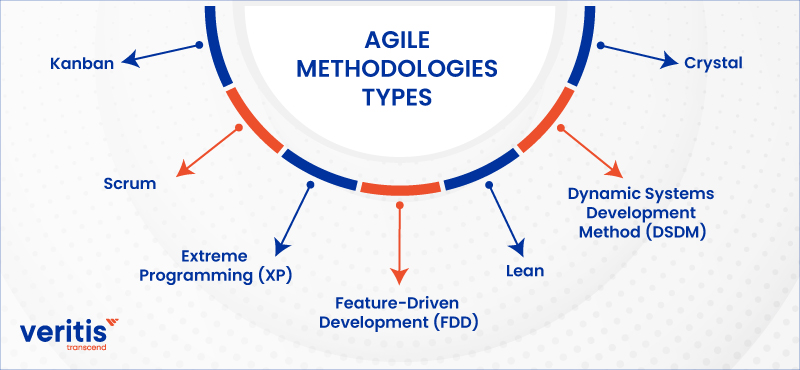 AGILE
METHODOLOGIES
TYPES
Kanban
Scrum
Extreme
Programming (XP)
Feature-Driven
Development (FDD)
Lean
Dynamic Systems
Development
Method (DSDM)
Crystal
veritis
transcend